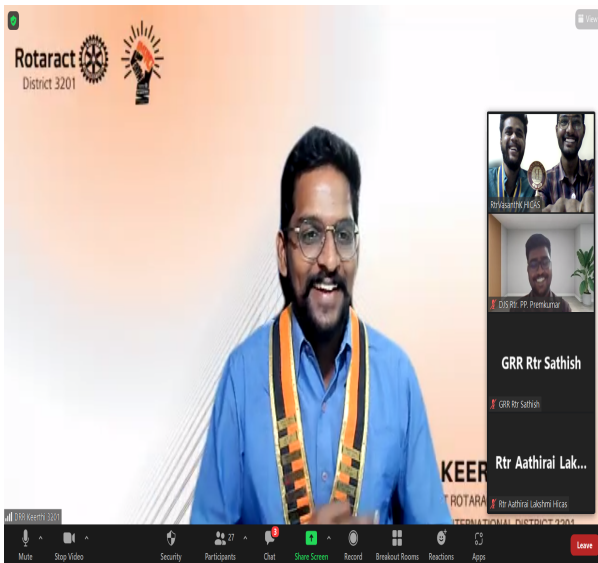 View
Rotaract
District 3201
RtrVasanthK HICAS
DJS Rtr. PP. Premkumar
GRR Rtr Sathish
GRR Rtr Sathish
Rtr Aathirai Lak...
Rtr Aathirai Lakshmi Hicas
KEER
T ROTARA
TERNATIONAL DISTRICT 3201
DRR Keerthi 3201
27
3
Mute
Stop Video
Security
Participants
Chat
Share Screen
Record
Breakout Rooms
Reactions
Apps
Leave